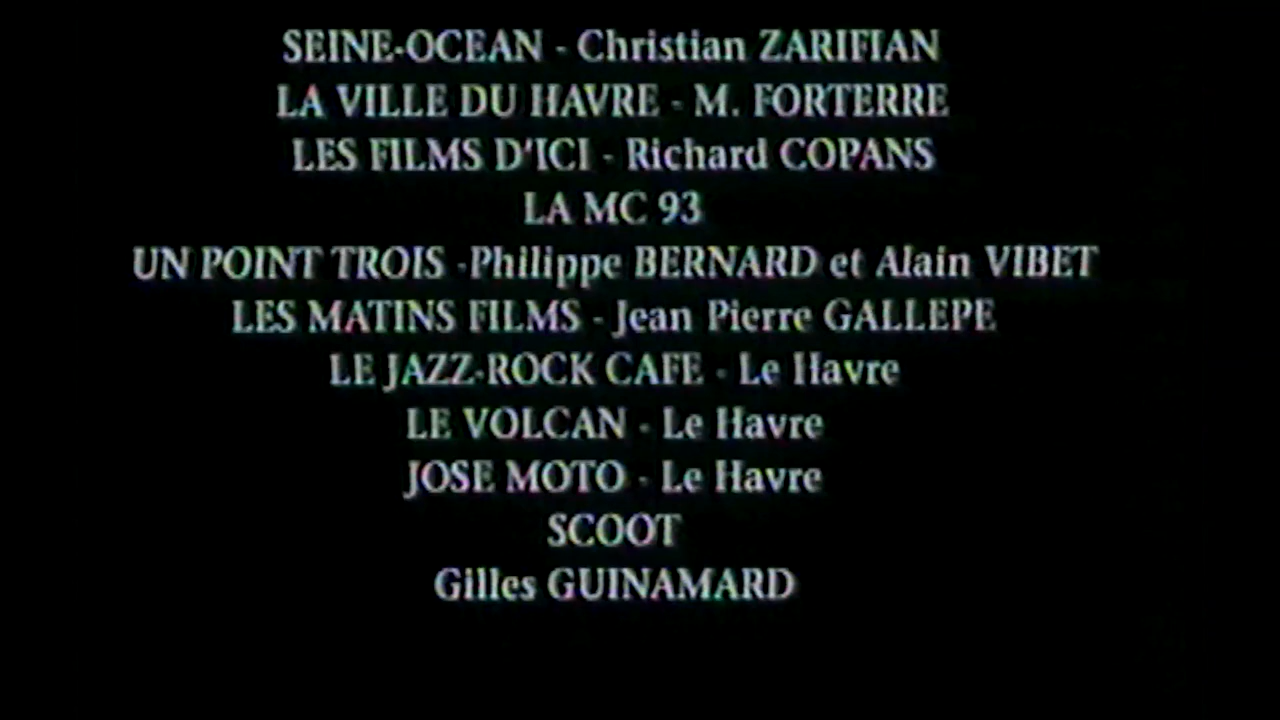 SEINE-OCEAN - Christian ZARIFIAN
LA VILLE DU HAVRE - M. FORTERRE
LES FILMS D'ICI - Richard COPANS
LA MC 93
UN POINT TROIS -Philippe BERNARD et Alain VIBET
LES MATINS FILMS - Jean Pierre GALLEPE
LE JAZZ-ROCK CAFE - Le Havre
LE VOLCAN - Le Havre
JOSE MOTO - Le Havre
SCOOT
Gilles GUINAMARD